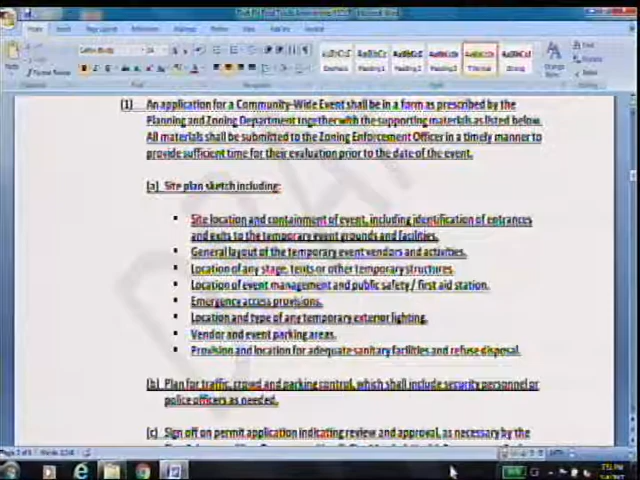 (1) An application for a Community-Wide Event shall be in a form as prescribed by the
Planning and Zoning Department together with the supporting materials as listed below.
All materials shall be submitted to the Zoning Enforcement Officer in a timely manner to
provide sufficient time for their evaluation prior to the date of the event.
(a) Site plan sketch including:
▪ Site location and containment of event, including identification of entrances
and exits to the temporary event grounds and facilities.
▪ General layout of the temporary event vendors and activities.
▪ Location of any stage, tents or other temporary structures.
▪ Location of event management and public safety / first aid station.
▪ Emergency access provisions.
▪ Location and type of any temporary exterior lighting.
▪ Vendor and event parking areas.
▪ Provision and location for adequate sanitary facilities and refuse disposal.
(b) Plan for traffic, crowd and parking control, which shall include security personnel or
police officers as needed.
(c) Sign off on permit application indicating review and approval, as necessary by the